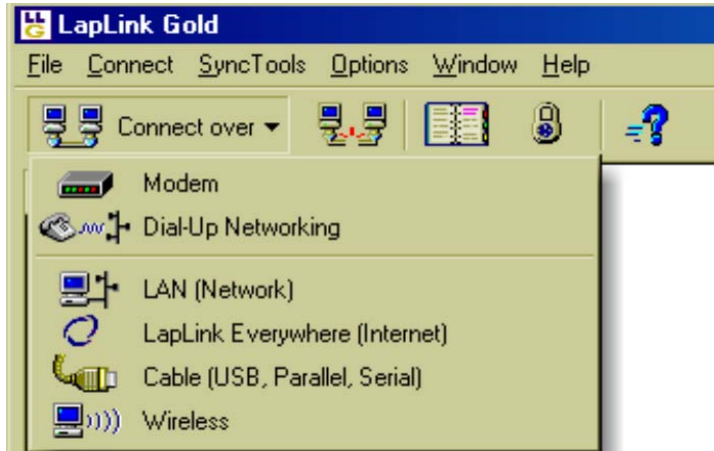 LapLink Gold
File Connect SyncTools Options Window Help
Connect over
Modem
Dial-Up Networking
LAN (Network)
LapLink Everywhere (Internet)
Cable (USB, Parallel, Serial)
Wireless